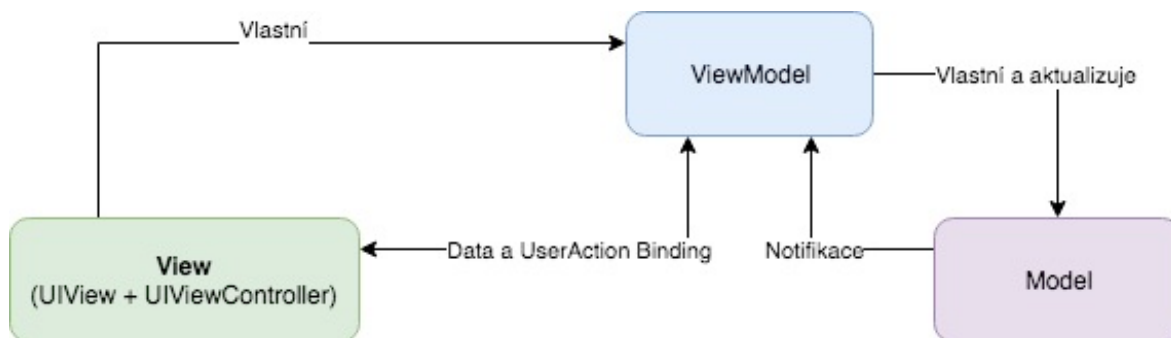 Vlastní
ViewModel
Vlastní a aktualizuje
Data a UserAction Binding
Notifikace
View
(UIView + UIViewController)
Model